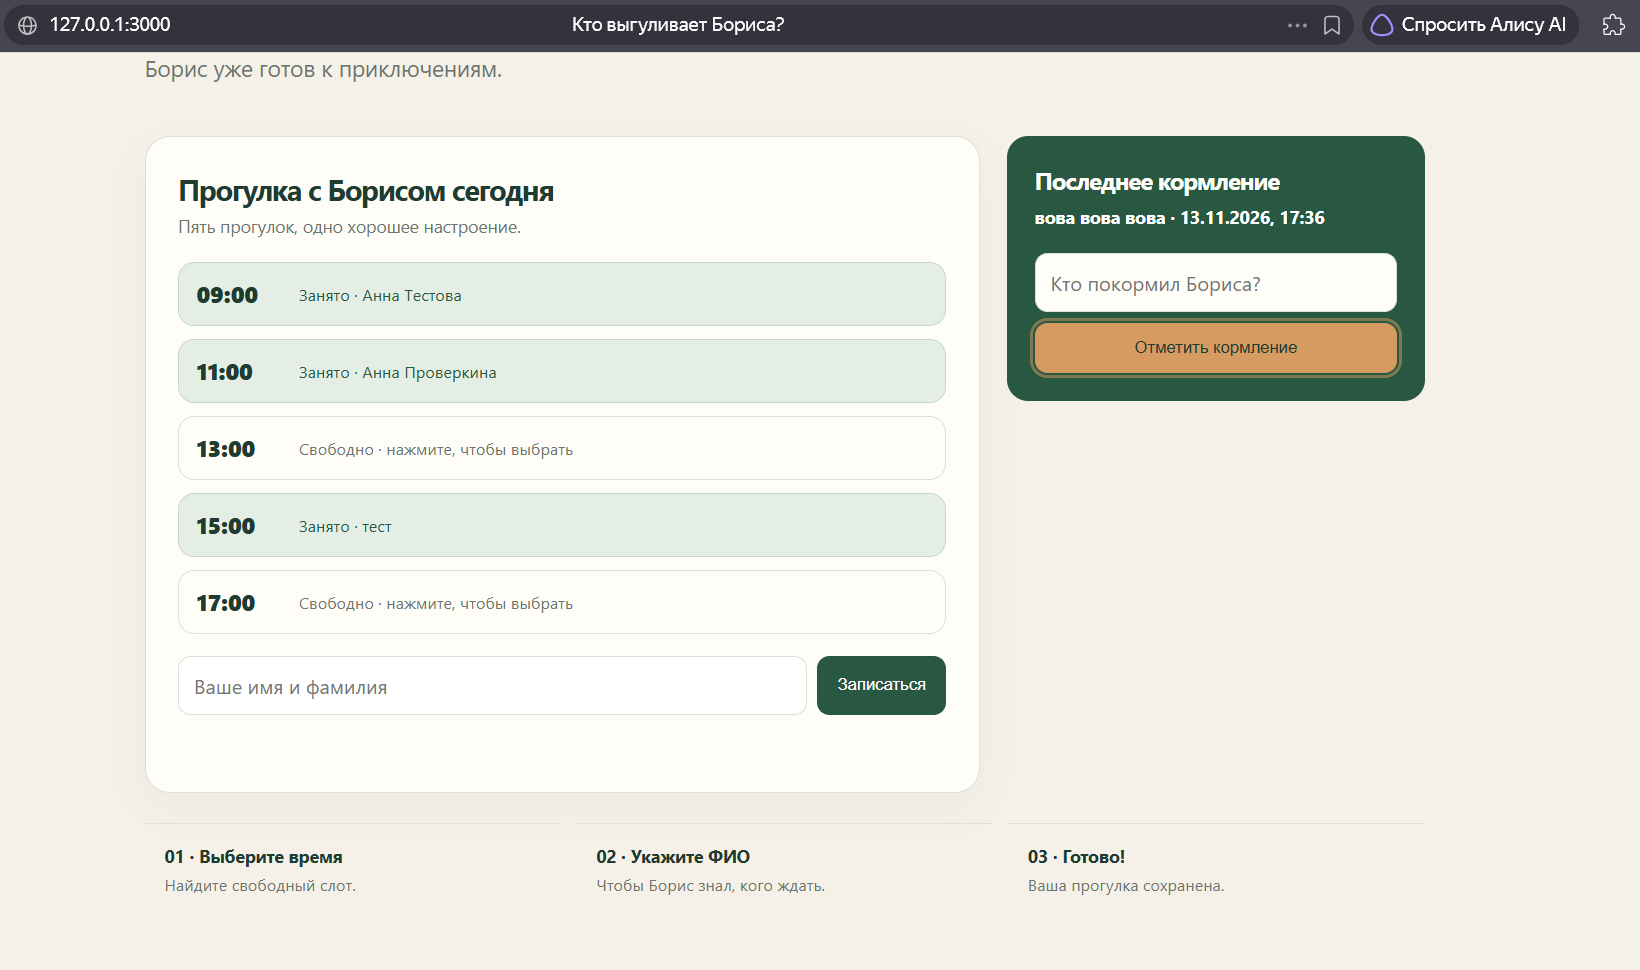 127.0.0.1:3000
Кто выгуливает Бориса?
Спросить Алису AI
Борис уже готов к приключениям.
Прогулка с Борисом сегодня
Пять прогулок, одно хорошее настроение.
09:00 Занято · Анна Тестова
11:00 Занято · Анна Проверкина
13:00 Свободно · нажмите, чтобы выбрать
15:00 Занято · тест
17:00 Свободно · нажмите, чтобы выбрать
Ваше имя и фамилия
Записаться
Последнее кормление
вова вова вова · 13.11.2026, 17:36
Кто покормил Бориса?
Отметить кормление
01 · Выберите время
Найдите свободный слот.
02 · Укажите ФИО
Чтобы Борис знал, кого ждать.
03 · Готово!
Ваша прогулка сохранена.